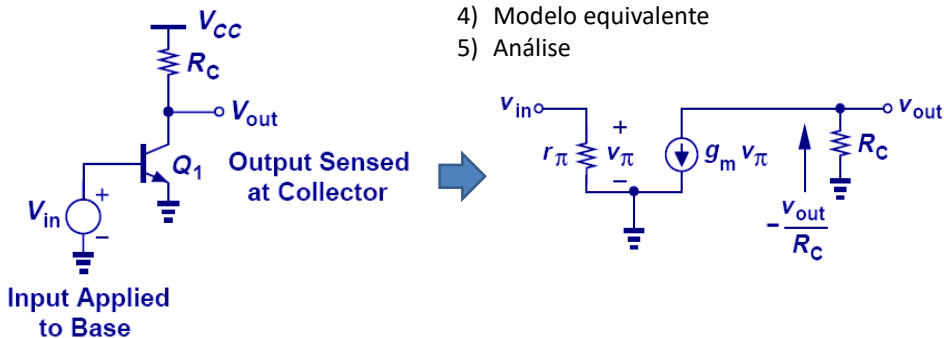 4) Modelo equivalente
5) Análise
VCC
RC
Vout
Q1
Output Sensed
at Collector
Vin
+
−
Input Applied
to Base
vin
rπ
+
vπ
−
gm vπ
vout
RC
− vout
RC